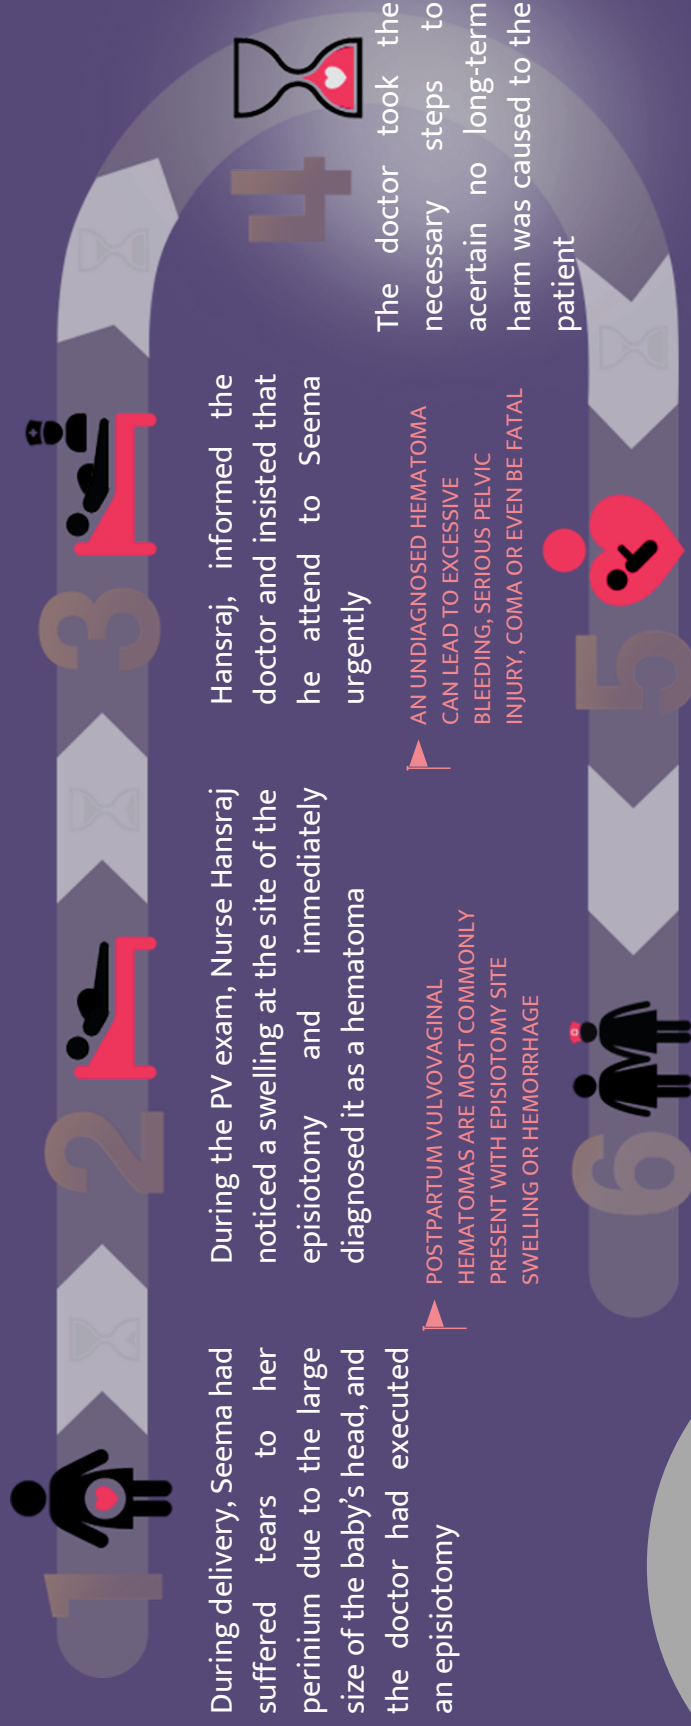 1
During delivery, Seema had
suffered tears to her
perinium due to the large
size of the baby's head, and
the doctor had executed
an episiotomy
2
During the PV exam, Nurse Hansraj
noticed a swelling at the site of the
episiotomy and immediately
diagnosed it as a hematoma
POSTPARTUM VULVOVAGINAL
HEMATOMAS ARE MOST COMMONLY
PRESENT WITH EPISIOTOMY SITE
SWELLING OR HEMORRHAGE
3
Hansraj, informed the
doctor and insisted that
he attend to Seema
urgently
AN UNDIAGNOSED HEMATOMA
CAN LEAD TO EXCESSIVE
BLEEDING, SERIOUS PELVIC
INJURY, COMA OR EVEN BE FATAL
4
The doctor took the
necessary steps to
acertain no long-term
harm was caused to the
patient
5
6